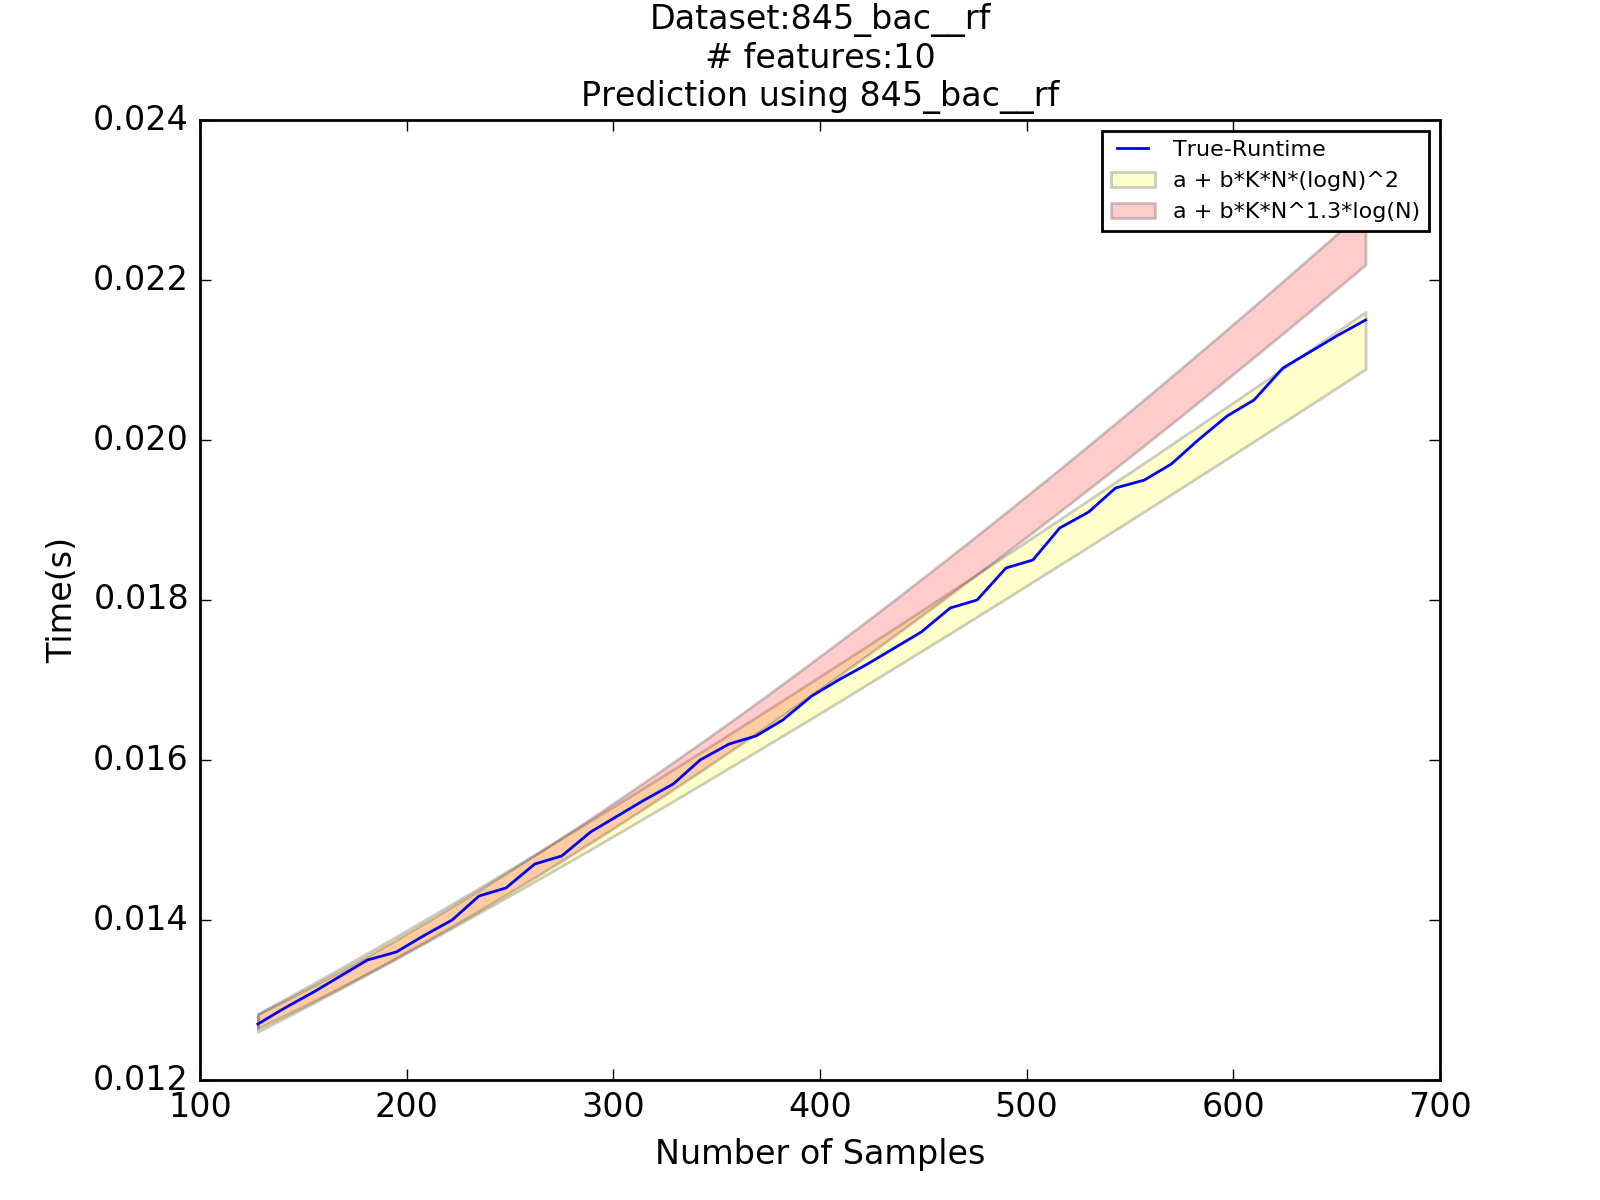 Dataset:845_bac__rf
# features:10
Prediction using 845_bac__rf
0.024
0.022
0.020
0.018
0.016
0.014
0.012
Time(s)
True-Runtime
a + b*K*N*(logN)^2
a + b*K*N^1.3*log(N)
100 200 300 400 500 600 700
Number of Samples